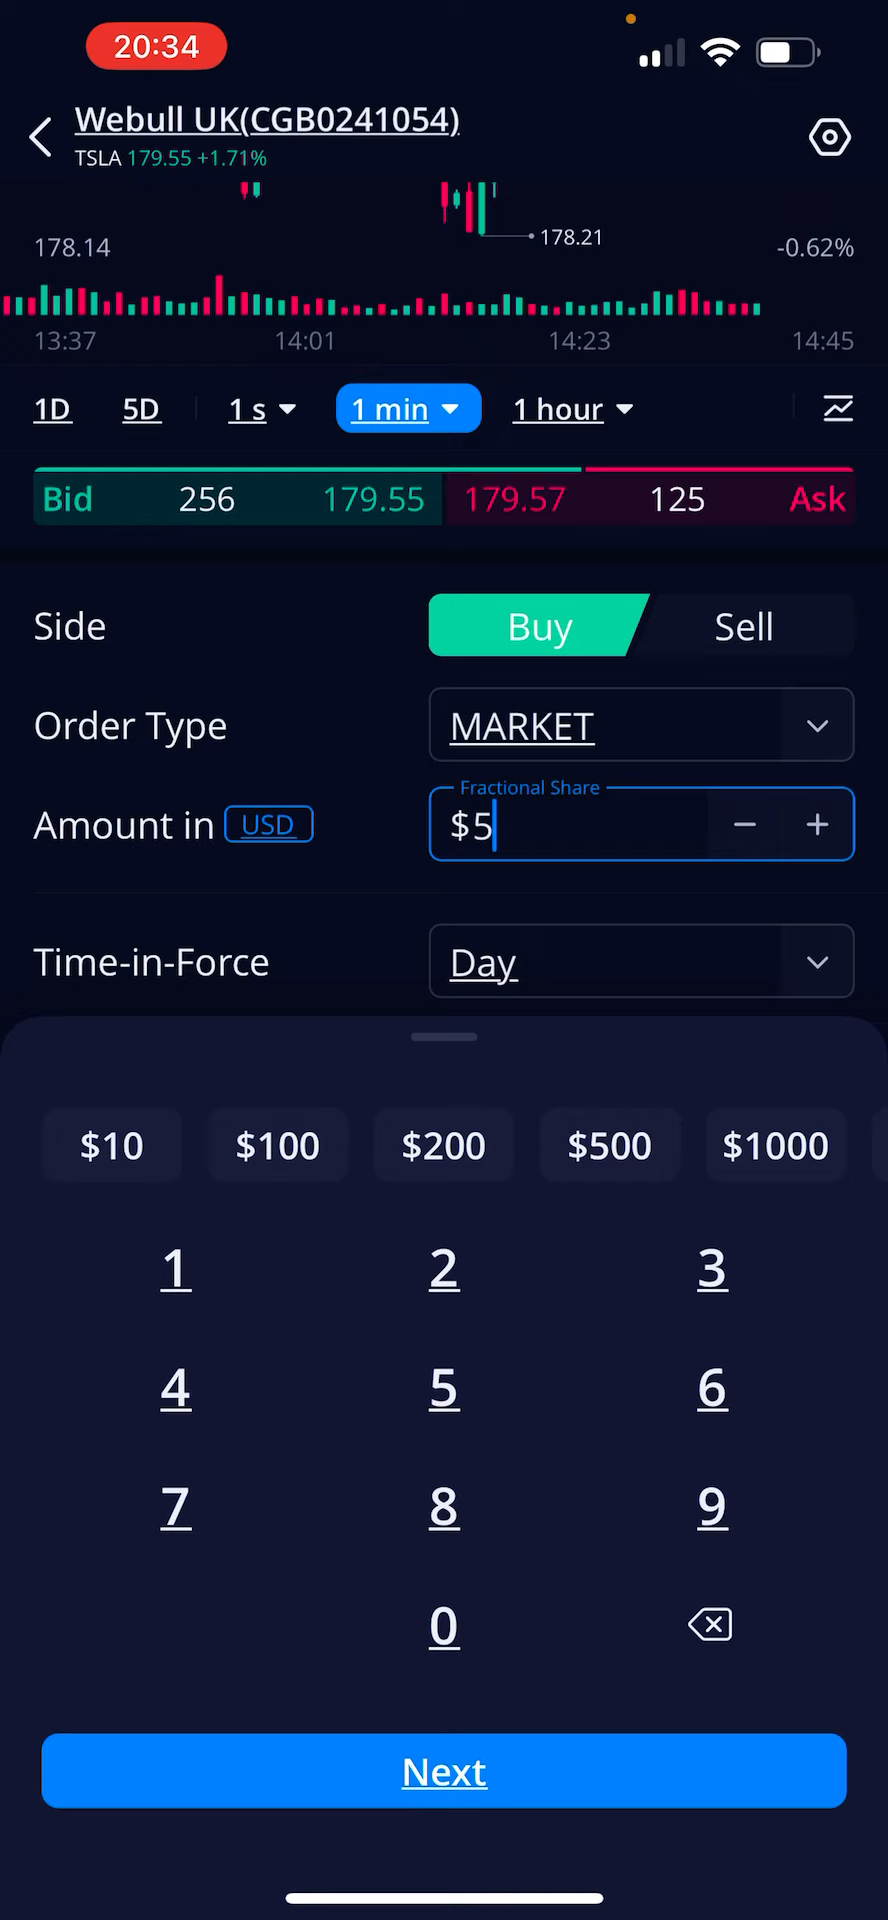 20:34
Webull UK(CGB0241054)
TSLA 179.55 +1.71%
178.21
178.14 -0.62%
13:37 14:01 14:23 14:45
1D 5D 1 s 1 min 1 hour
Bid 256 179.55 179.57 125 Ask
Side Buy Sell
Order Type MARKET
Fractional Share
Amount in USD $5
Time-in-Force Day
$10 $100 $200 $500 $1000
1 2 3
4 5 6
7 8 9
0
Next